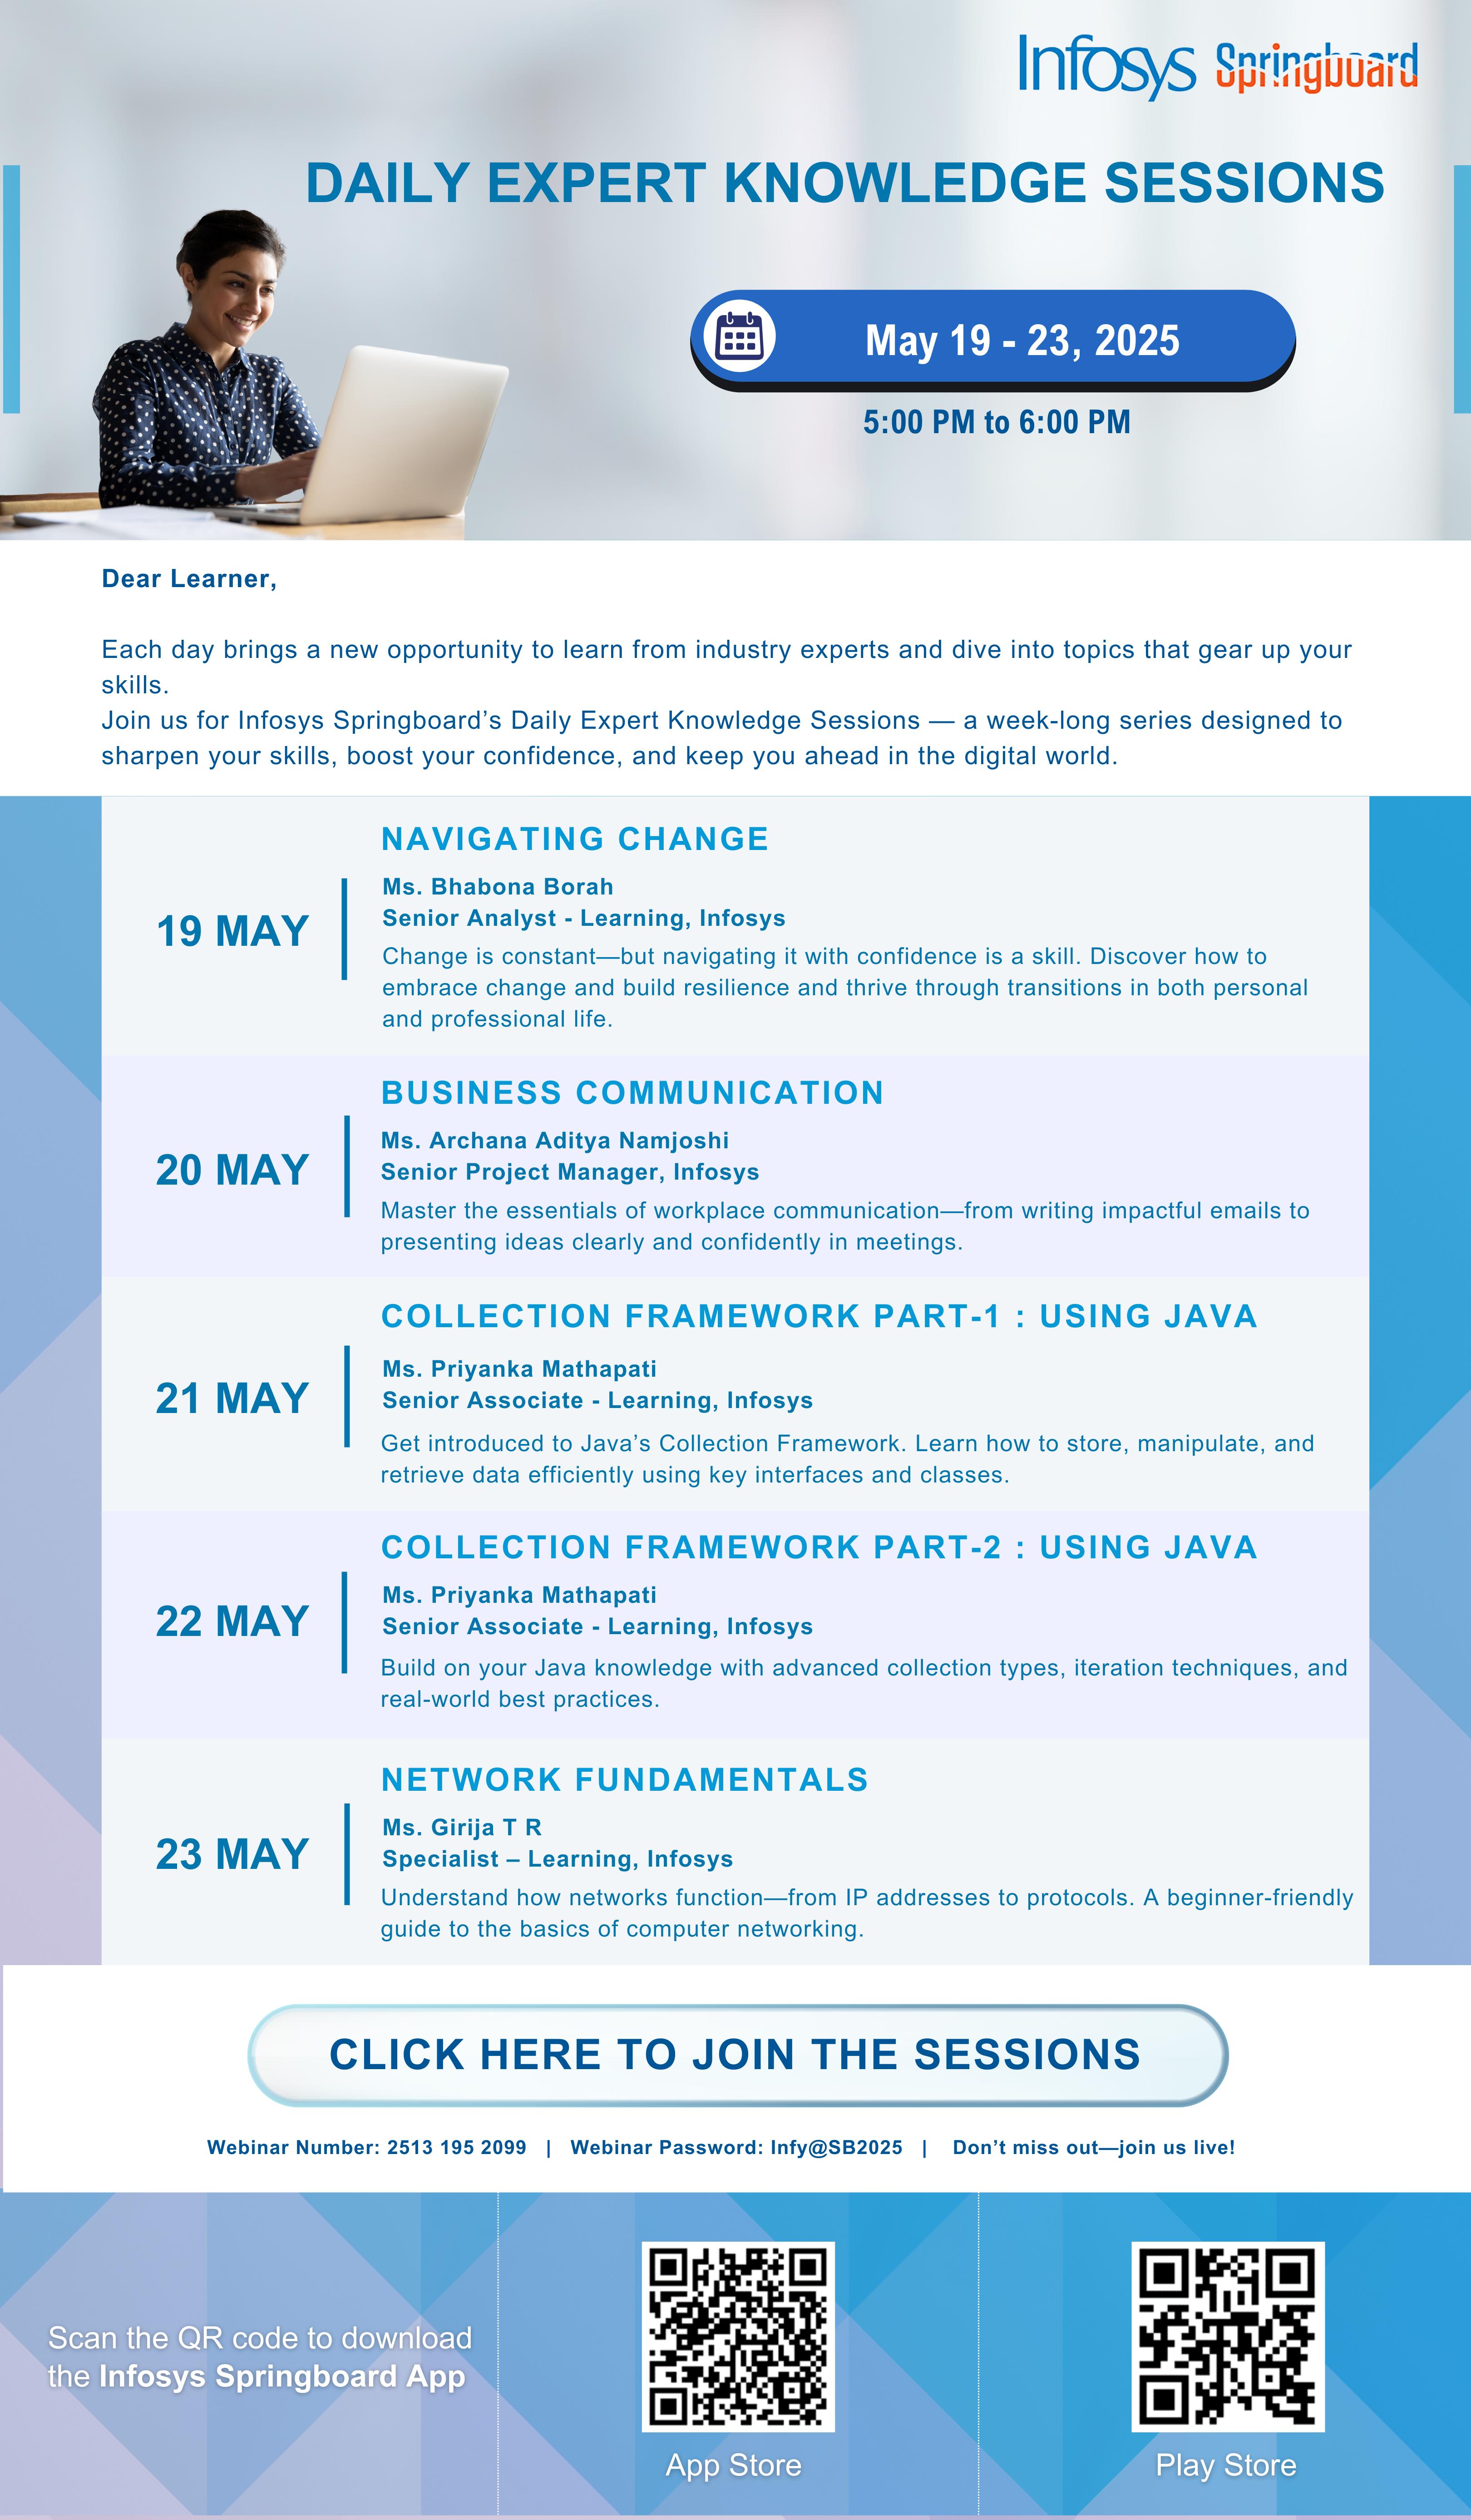 Infosys Springboard
DAILY EXPERT KNOWLEDGE SESSIONS
May 19 - 23, 2025
5:00 PM to 6:00 PM
Dear Learner,
Each day brings a new opportunity to learn from industry experts and dive into topics that gear up your
skills.
Join us for Infosys Springboard’s Daily Expert Knowledge Sessions — a week-long series designed to
sharpen your skills, boost your confidence, and keep you ahead in the digital world.
19 MAY
NAVIGATING CHANGE
Ms. Bhabona Borah
Senior Analyst - Learning, Infosys
Change is constant—but navigating it with confidence is a skill. Discover how to
embrace change and build resilience and thrive through transitions in both personal
and professional life.
20 MAY
BUSINESS COMMUNICATION
Ms. Archana Aditya Namjoshi
Senior Project Manager, Infosys
Master the essentials of workplace communication—from writing impactful emails to
presenting ideas clearly and confidently in meetings.
21 MAY
COLLECTION FRAMEWORK PART-1 : USING JAVA
Ms. Priyanka Mathapati
Senior Associate - Learning, Infosys
Get introduced to Java’s Collection Framework. Learn how to store, manipulate, and
retrieve data efficiently using key interfaces and classes.
22 MAY
COLLECTION FRAMEWORK PART-2 : USING JAVA
Ms. Priyanka Mathapati
Senior Associate - Learning, Infosys
Build on your Java knowledge with advanced collection types, iteration techniques, and
real-world best practices.
23 MAY
NETWORK FUNDAMENTALS
Ms. Girija T R
Specialist – Learning, Infosys
Understand how networks function—from IP addresses to protocols. A beginner-friendly
guide to the basics of computer networking.
CLICK HERE TO JOIN THE SESSIONS
Webinar Number: 2513 195 2099 | Webinar Password: Infy@SB2025 | Don’t miss out—join us live!
Scan the QR code to download
the Infosys Springboard App
App Store
Play Store